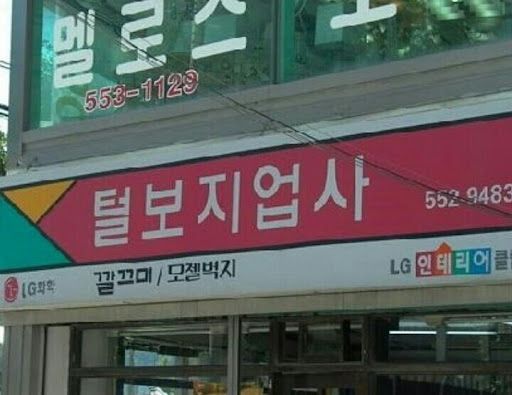 멜로즈
553-1129
털보지업사
552-9483
LG화학 깔끄미 / 모젤벽지
LG 인테리어